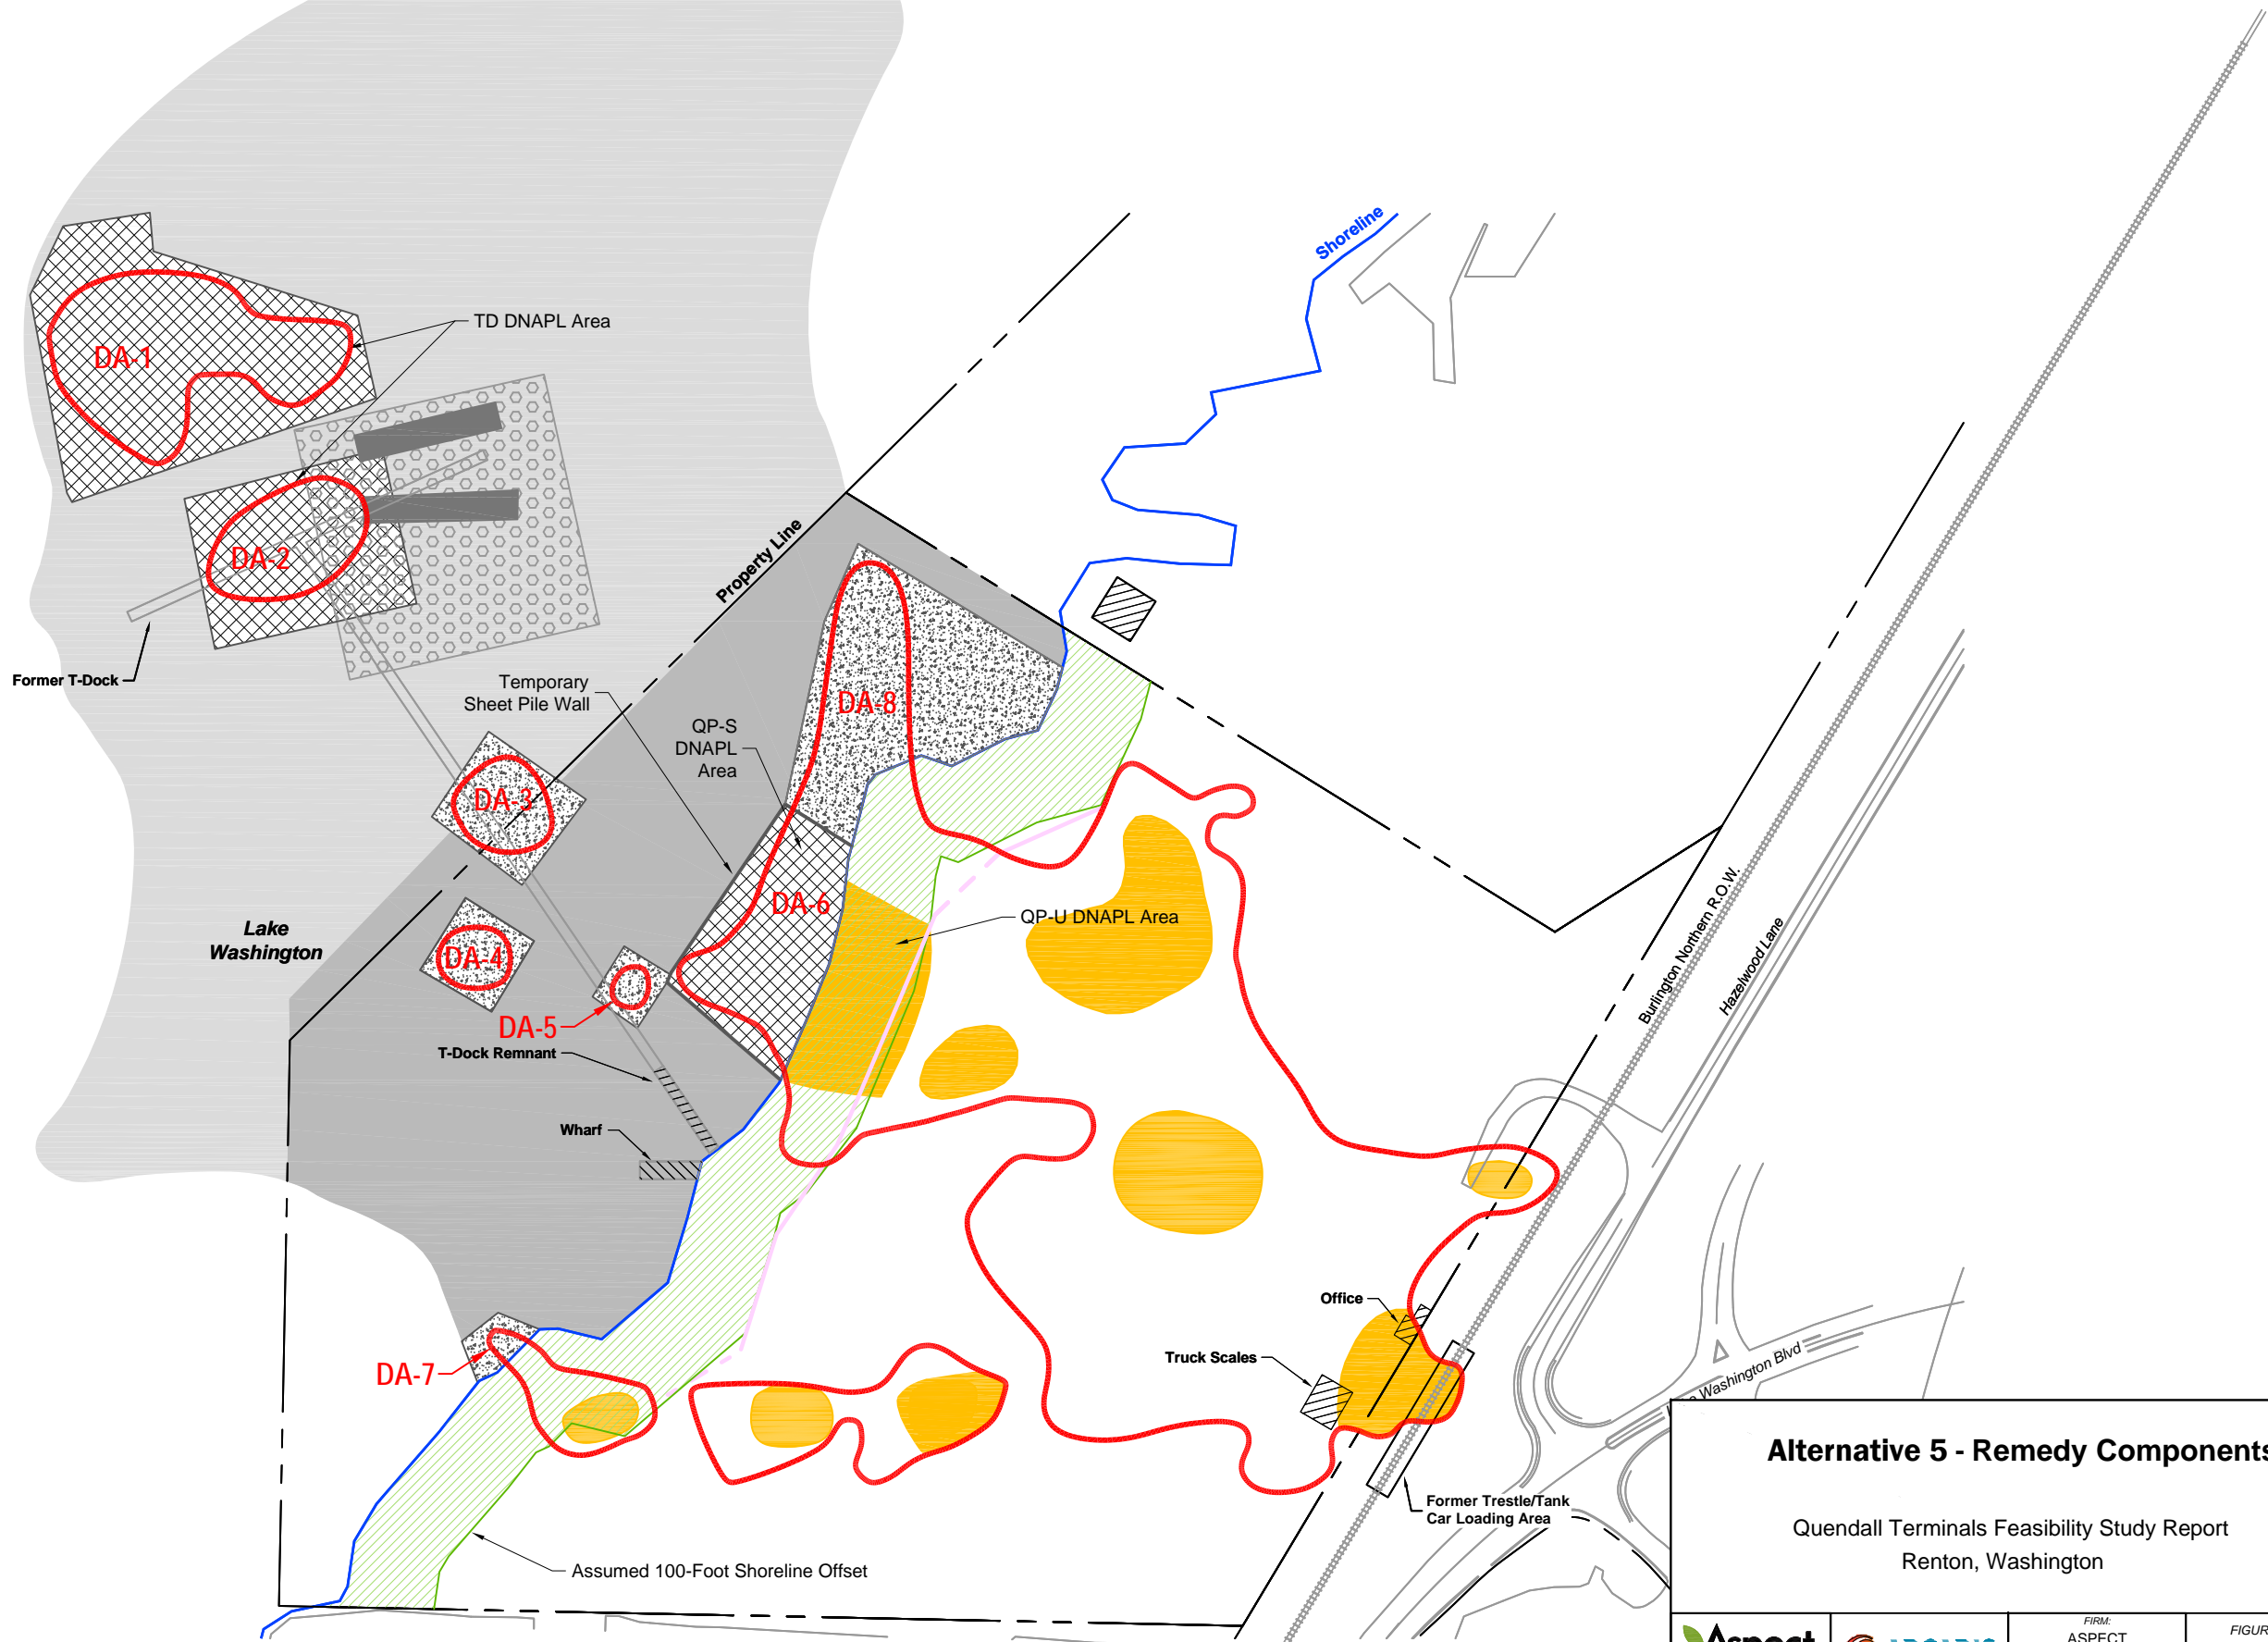 Shoreline
TD DNAPL Area
DA-1
DA-2
Property Line
Former T-Dock
Temporary
Sheet Pile Wall
QP-S
DNAPL
Area
DA-8
DA-3
DA-6
QP-U DNAPL Area
Lake
Washington
DA-4
DA-5
T-Dock Remnant
Wharf
Burlington Northern R.O.W.
Hazelwood Lane
DA-7
Office
Truck Scales
Washington Blvd
Former Trestle/Tank
Car Loading Area
Assumed 100-Foot Shoreline Offset
Alternative 5 - Remedy Components
Quendall Terminals Feasibility Study Report
Renton, Washington
Aspect
FIRM:
ASPECT